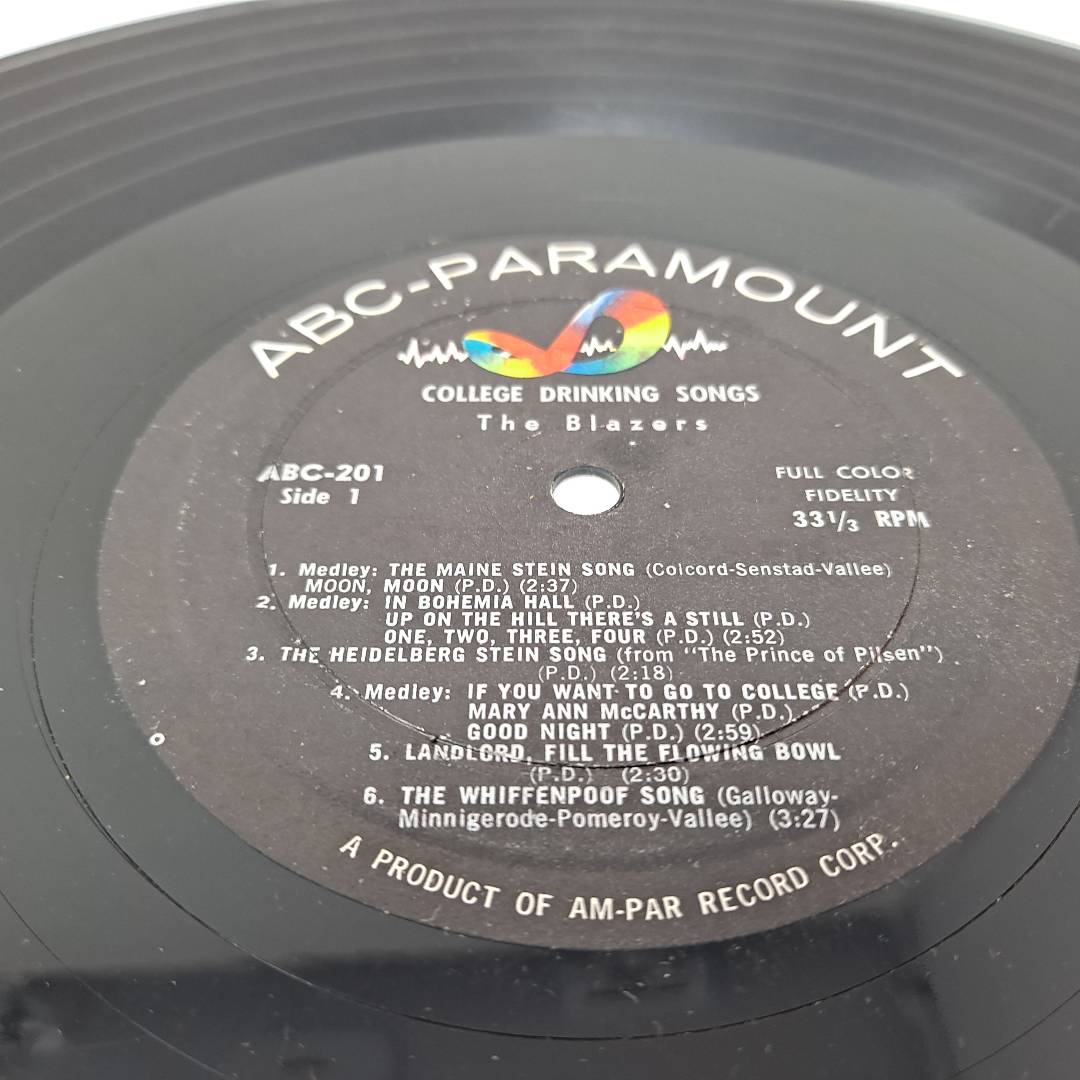 ABC-PARAMOUNT
COLLEGE DRINKING SONGS
The Blazers
ABC-201
Side 1
FULL COLOR
FIDELITY
33 1/3 RPM
1. Medley: THE MAINE STEIN SONG (Colcord-Senstad-Vallee)
MOON, MOON (P.D.) (2:37)
2. Medley: IN BOHEMIA HALL (P.D.)
UP ON THE HILL THERE'S A STILL (P.D.)
ONE, TWO, THREE, FOUR (P.D.) (2:52)
3. THE HEIDELBERG STEIN SONG (from "The Prince of Pilsen")
(P.D.) (2:18)
4. Medley: IF YOU WANT TO GO TO COLLEGE (P.D.)
MARY ANN McCARTHY (P.D.)
GOOD NIGHT (P.D.) (2:59)
5. LANDLORD, FILL THE FLOWING BOWL
(P.D.) (2:30)
6. THE WHIFFENPOOF SONG (Galloway-
Minnigerode-Pomeroy-Vallee) (3:27)
A PRODUCT OF AM-PAR RECORD CORP.